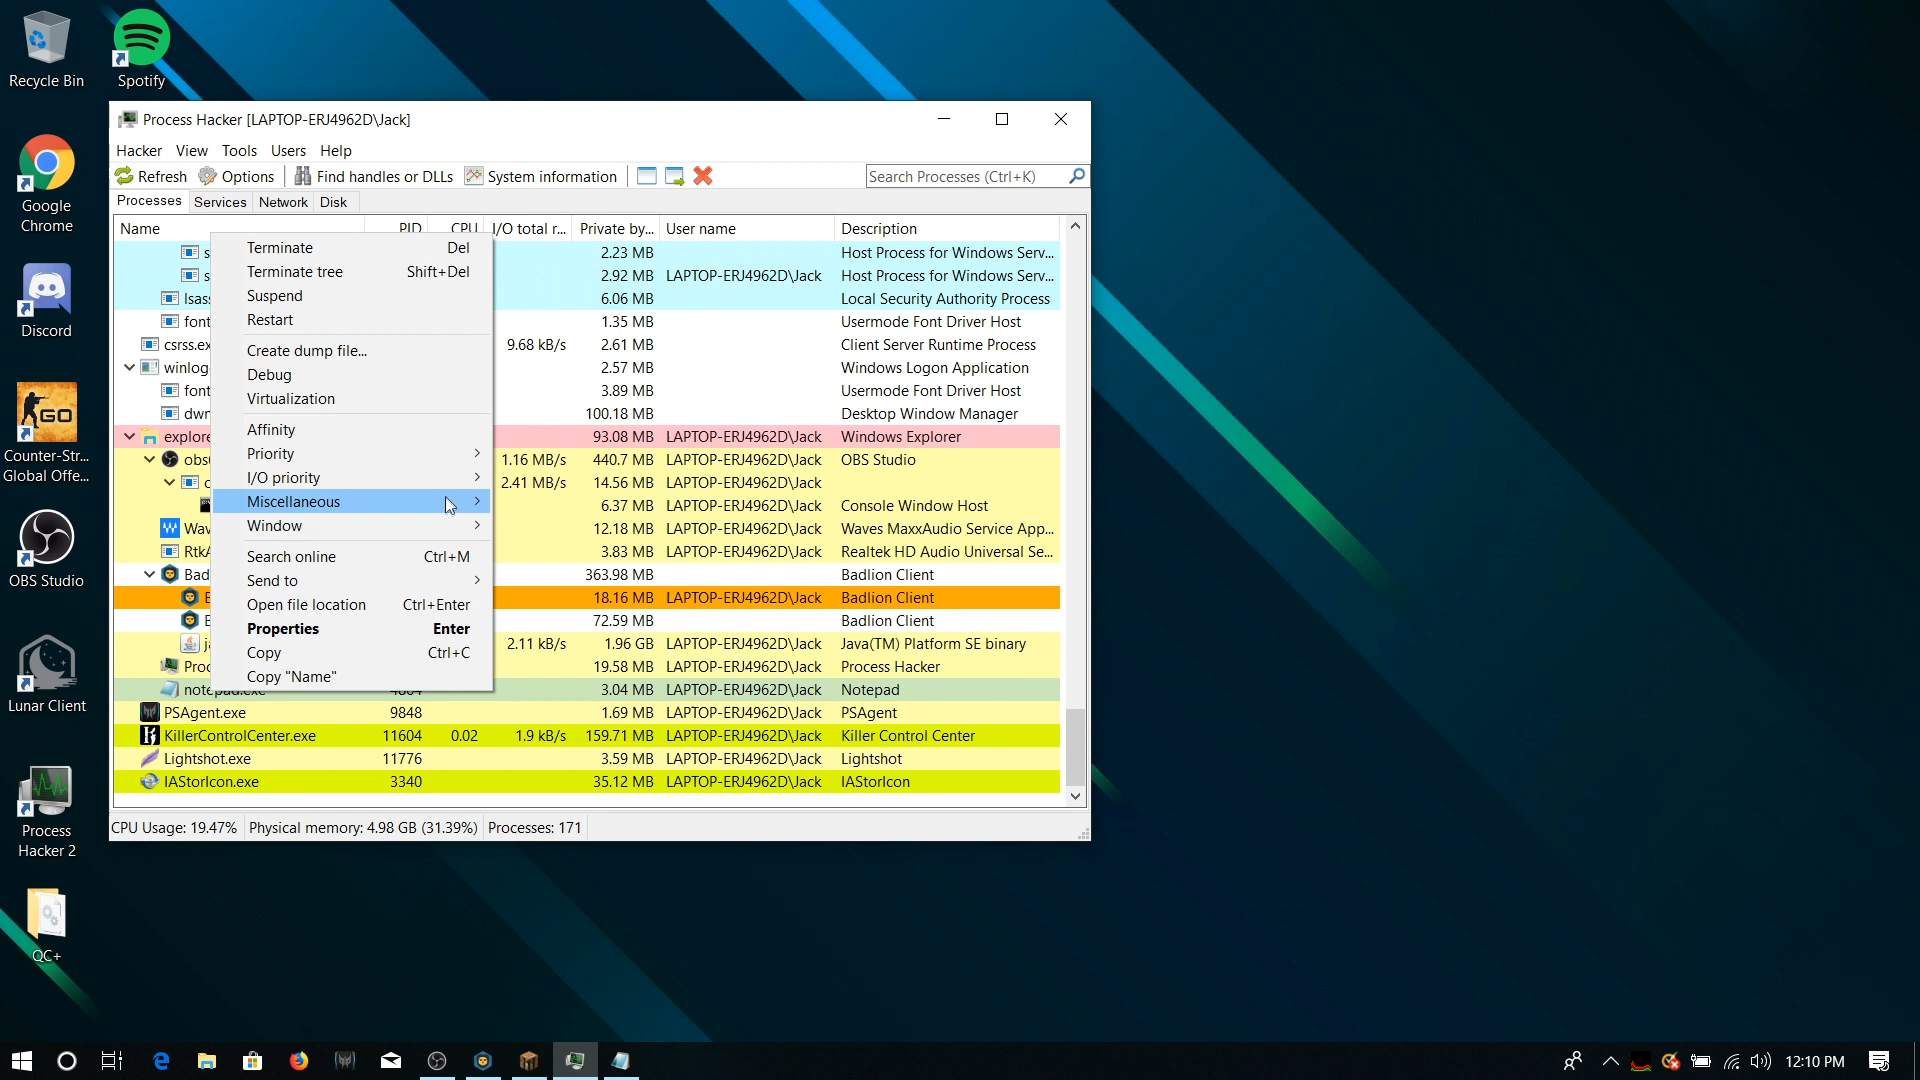 Recycle Bin
Spotify
Google
Chrome
Discord
Counter-Str...
Global Offe...
OBS Studio
Lunar Client
Process
Hacker 2
QC+
Process Hacker [LAPTOP-ERJ4962D\Jack]
Hacker View Tools Users Help
Refresh Options Find handles or DLLs System information Search Processes (Ctrl+K)
Processes Services Network Disk
Name PID CPU I/O total r... Private by... User name Description
2.23 MB Host Process for Windows Serv...
2.92 MB LAPTOP-ERJ4962D\Jack Host Process for Windows Serv...
6.06 MB Local Security Authority Process
1.35 MB Usermode Font Driver Host
9.68 kB/s 2.61 MB Client Server Runtime Process
2.57 MB Windows Logon Application
3.89 MB Usermode Font Driver Host
100.18 MB Desktop Window Manager
93.08 MB LAPTOP-ERJ4962D\Jack Windows Explorer
1.16 MB/s 440.7 MB LAPTOP-ERJ4962D\Jack OBS Studio
2.41 MB/s 14.56 MB LAPTOP-ERJ4962D\Jack
6.37 MB LAPTOP-ERJ4962D\Jack Console Window Host
12.18 MB LAPTOP-ERJ4962D\Jack Waves MaxxAudio Service App...
3.83 MB LAPTOP-ERJ4962D\Jack Realtek HD Audio Universal Se...
363.98 MB Badlion Client
18.16 MB LAPTOP-ERJ4962D\Jack Badlion Client
72.59 MB Badlion Client
2.11 kB/s 1.96 GB LAPTOP-ERJ4962D\Jack Java(TM) Platform SE binary
19.58 MB LAPTOP-ERJ4962D\Jack Process Hacker
notepad.exe 3.04 MB LAPTOP-ERJ4962D\Jack Notepad
PSAgent.exe 9848 1.69 MB LAPTOP-ERJ4962D\Jack PSAgent
KillerControlCenter.exe 11604 0.02 1.9 kB/s 159.71 MB LAPTOP-ERJ4962D\Jack Killer Control Center
Lightshot.exe 11776 3.59 MB LAPTOP-ERJ4962D\Jack Lightshot
IAStorIcon.exe 3340 35.12 MB LAPTOP-ERJ4962D\Jack IAStorIcon
Terminate Del
Terminate tree Shift+Del
Suspend
Restart
Create dump file...
Debug
Virtualization
Affinity
Priority
I/O priority
Miscellaneous
Window
Search online Ctrl+M
Send to
Open file location Ctrl+Enter
Properties Enter
Copy Ctrl+C
Copy "Name"
CPU Usage: 19.47% Physical memory: 4.98 GB (31.39%) Processes: 171
12:10 PM